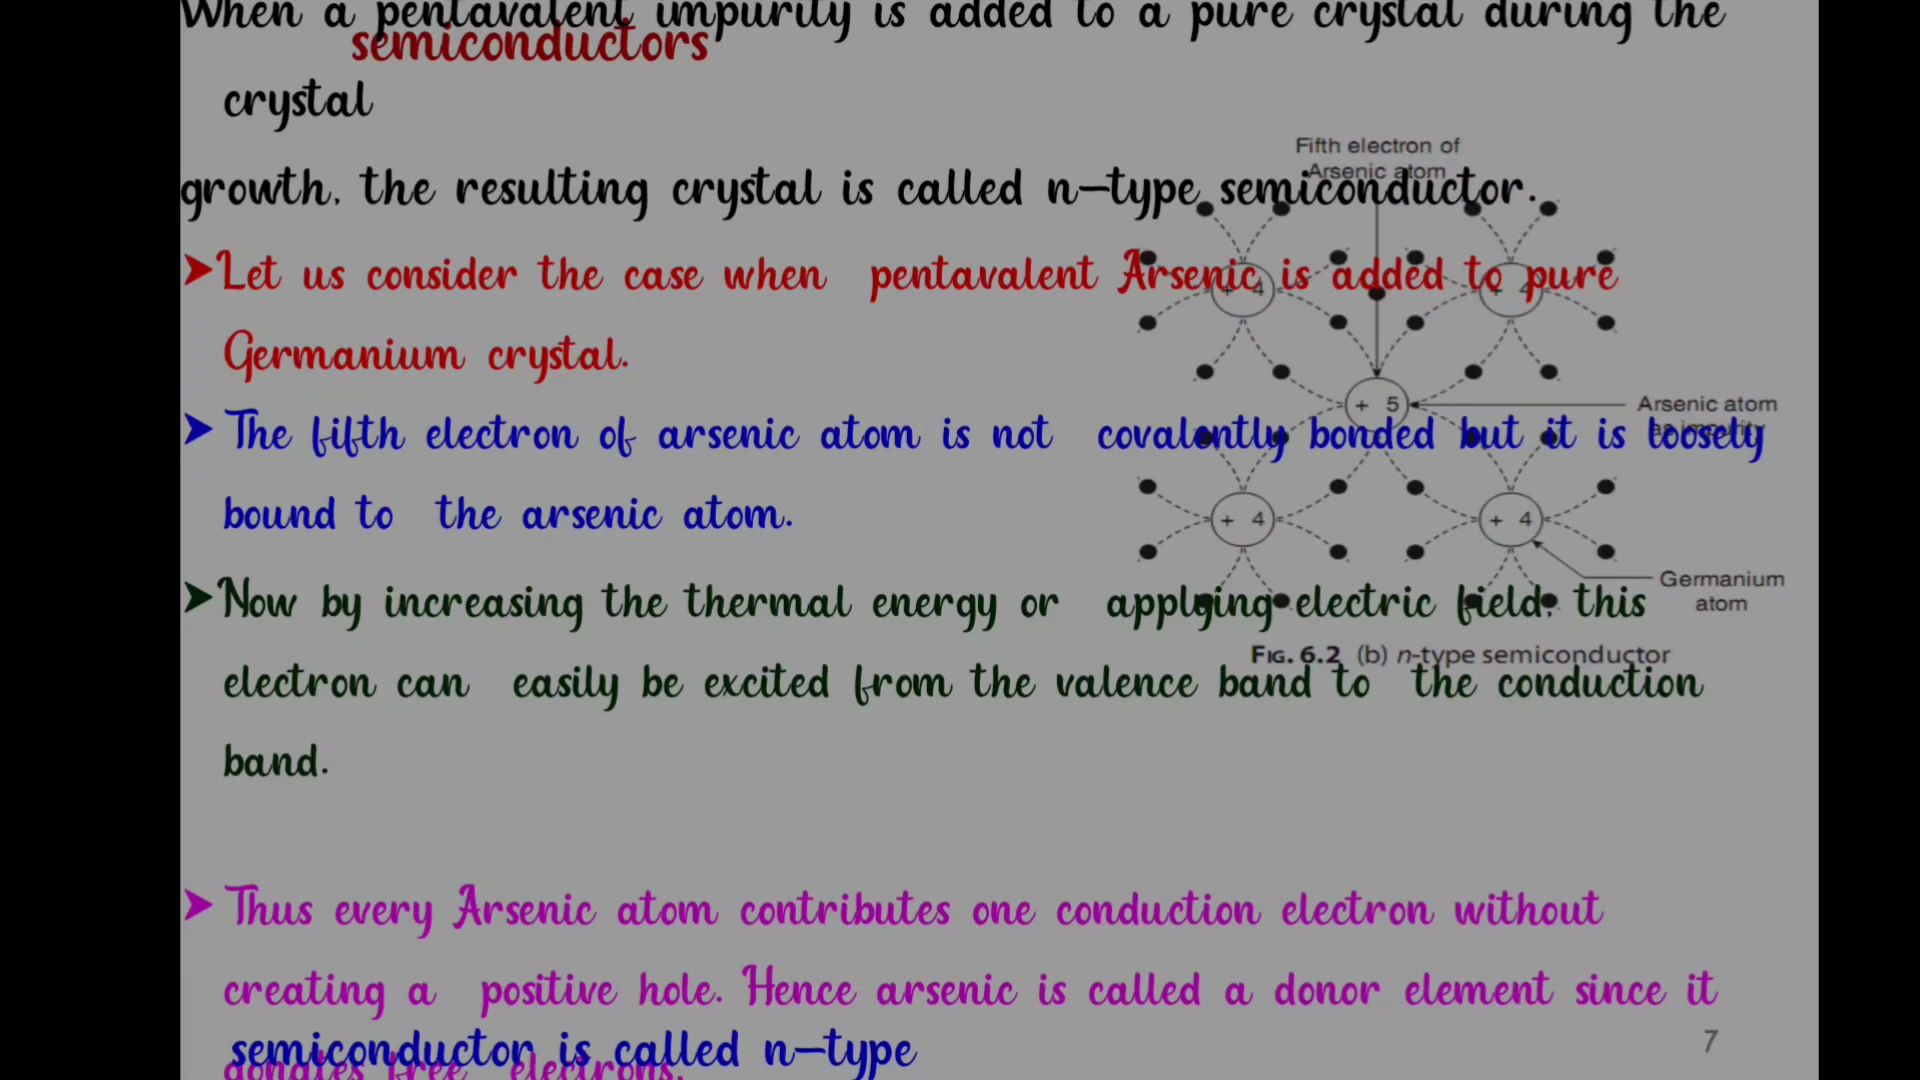 When a pentavalent impurity is added to a pure crystal during the
semiconductors
crystal
growth, the resulting crystal is called n-type semiconductor.
➤Let us consider the case when pentavalent Arsenic is added to pure
Germanium crystal.
➤ The fifth electron of arsenic atom is not covalently bonded but it is loosely
bound to the arsenic atom.
➤Now by increasing the thermal energy or applying electric field, this
electron can easily be excited from the valence band to the conduction
band.
➤ Thus every Arsenic atom contributes one conduction electron without
creating a positive hole. Hence arsenic is called a donor element since it
donates free electrons.
semiconductor is called n-type
7
Fifth electron of
Arsenic atom
+ 4
+ 4
+ 5
Arsenic atom
as impurity
+ 4
+ 4
Germanium
atom
FIG. 6.2 (b) n-type semiconductor